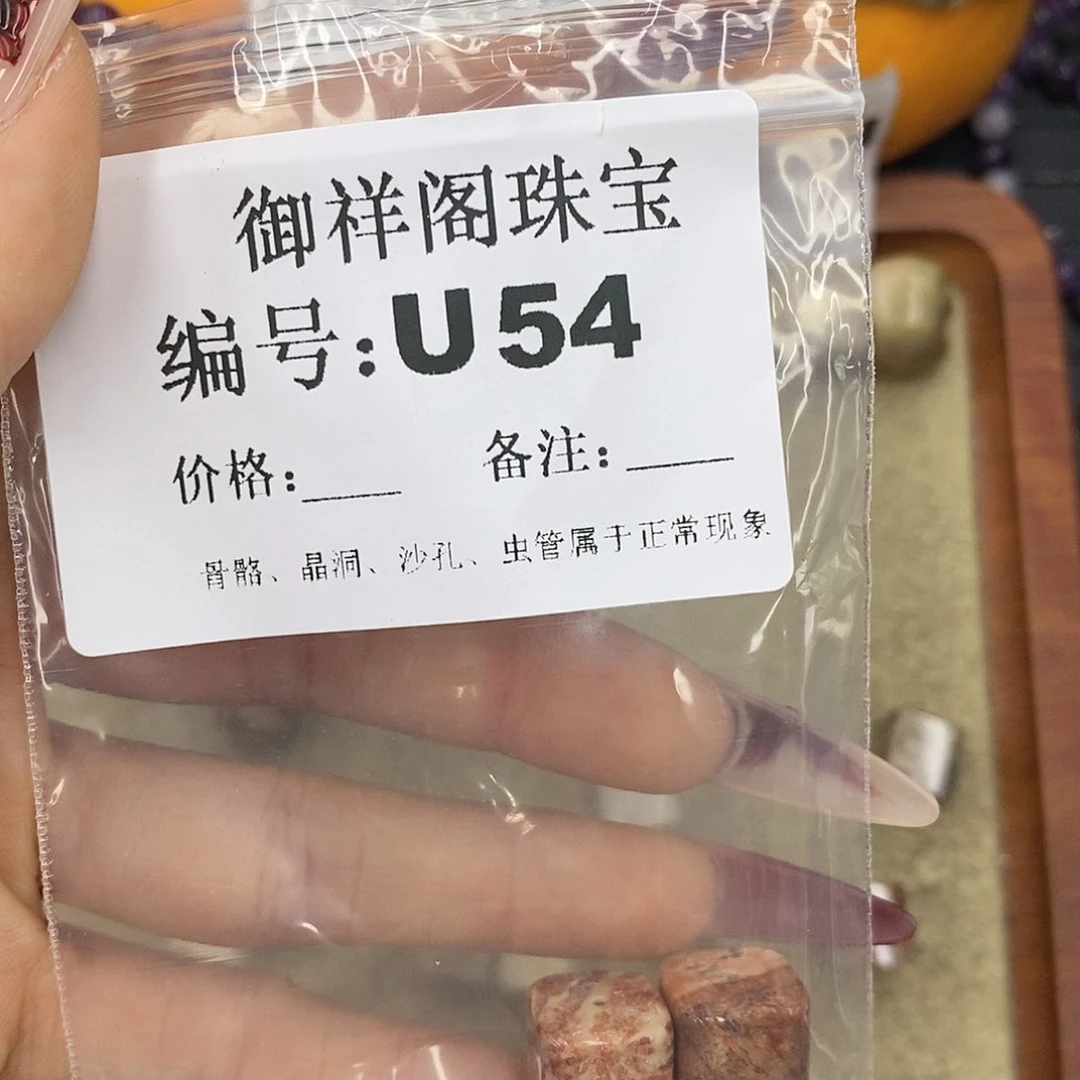 御祥阁珠宝
编号:U54
价格:____ 备注:____
骨骼、晶洞、沙孔、虫管属于正常现象